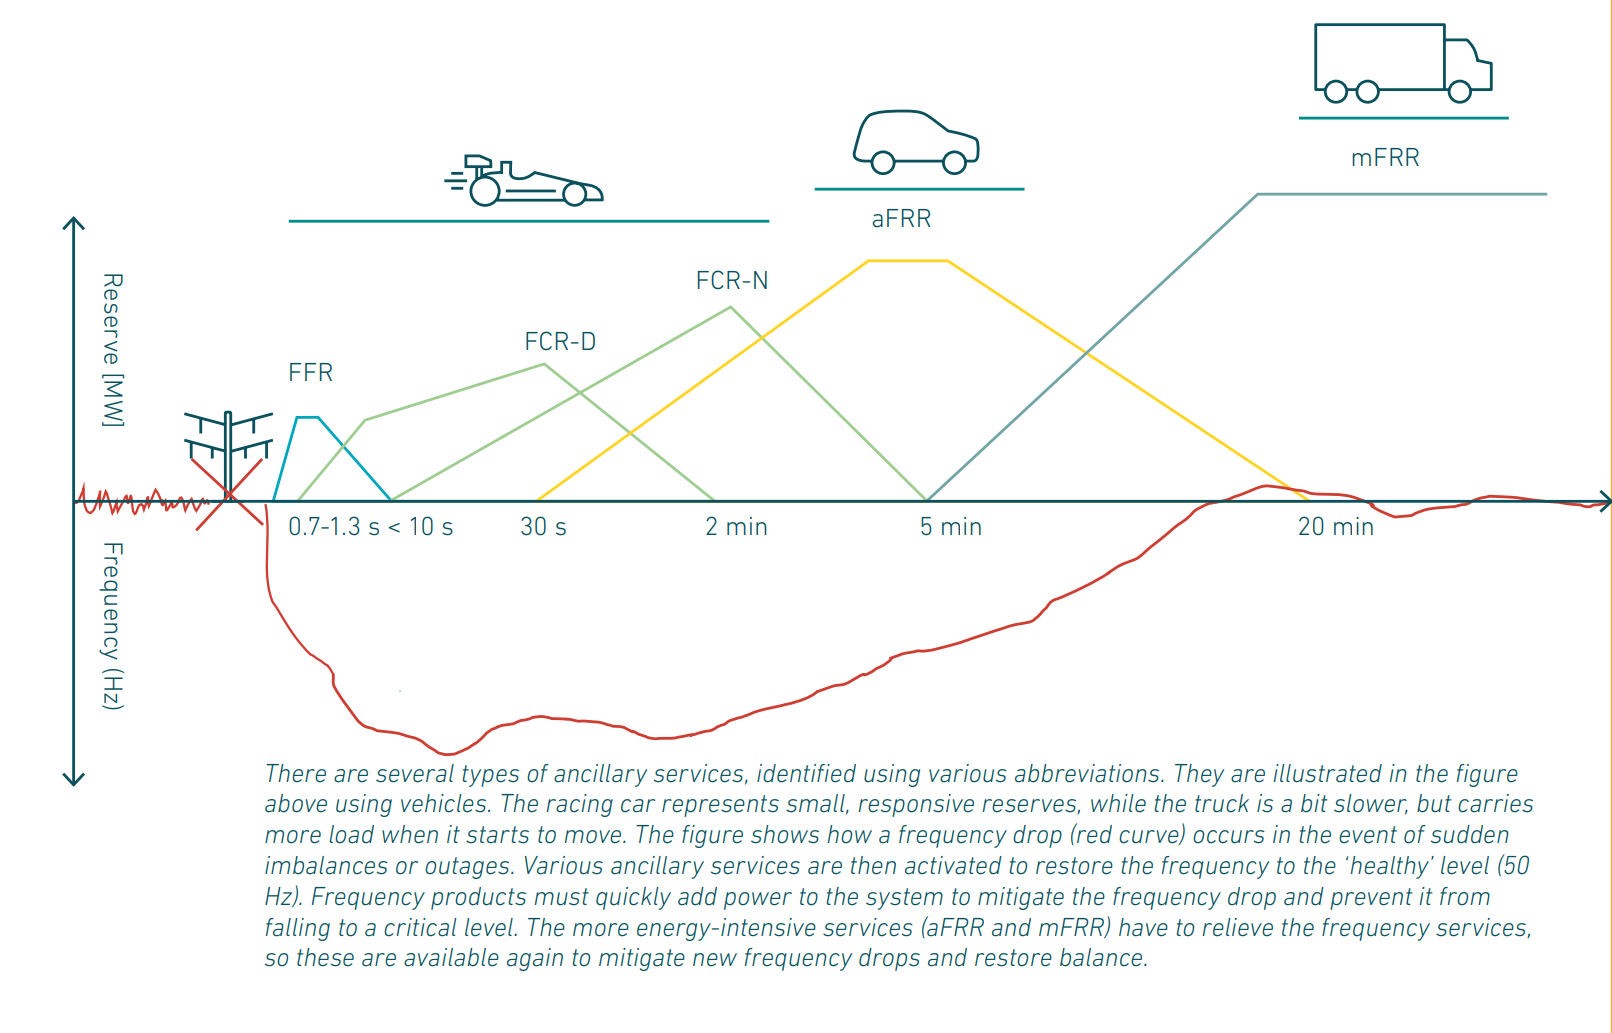 mFRR
aFRR
FCR-N
FCR-D
FFR
Reserve [MW]
Frequency (Hz)
0.7-1.3 s < 10 s
30 s
2 min
5 min
20 min
There are several types of ancillary services, identified using various abbreviations. They are illustrated in the figure
above using vehicles. The racing car represents small, responsive reserves, while the truck is a bit slower, but carries
more load when it starts to move. The figure shows how a frequency drop (red curve) occurs in the event of sudden
imbalances or outages. Various ancillary services are then activated to restore the frequency to the ‘healthy’ level (50
Hz). Frequency products must quickly add power to the system to mitigate the frequency drop and prevent it from
falling to a critical level. The more energy-intensive services (aFRR and mFRR) have to relieve the frequency services,
so these are available again to mitigate new frequency drops and restore balance.